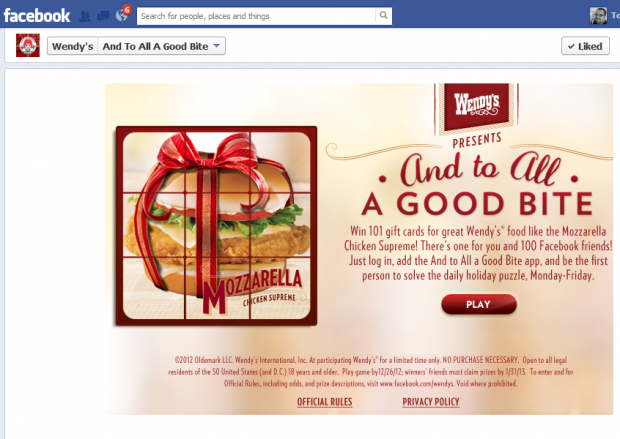 facebook
6
Search for people, places and things
Wendy's And To All A Good Bite
Liked
Wendy's
PRESENTS
And to All
A GOOD BITE
Win 101 gift cards for great Wendy's® food like the Mozzarella
Chicken Supreme! There's one for you and 100 Facebook friends!
Just log in, add the And to All a Good Bite app, and be the first
person to solve the daily holiday puzzle, Monday-Friday.
PLAY
MOZZARELLA
CHICKEN SUPREME
©2012 Oldemark LLC. Wendy's International, Inc. At participating Wendy's® for a limited time only. NO PURCHASE NECESSARY. Open to all legal
residents of the 50 United States (and D.C.) 18 years and older. Play game by12/26/12; winners' friends must claim prizes by 1/31/13. To enter and for
Official Rules, including odds, and prize descriptions, visit www.facebook.com/wendys. Void where prohibited.
OFFICIAL RULES PRIVACY POLICY